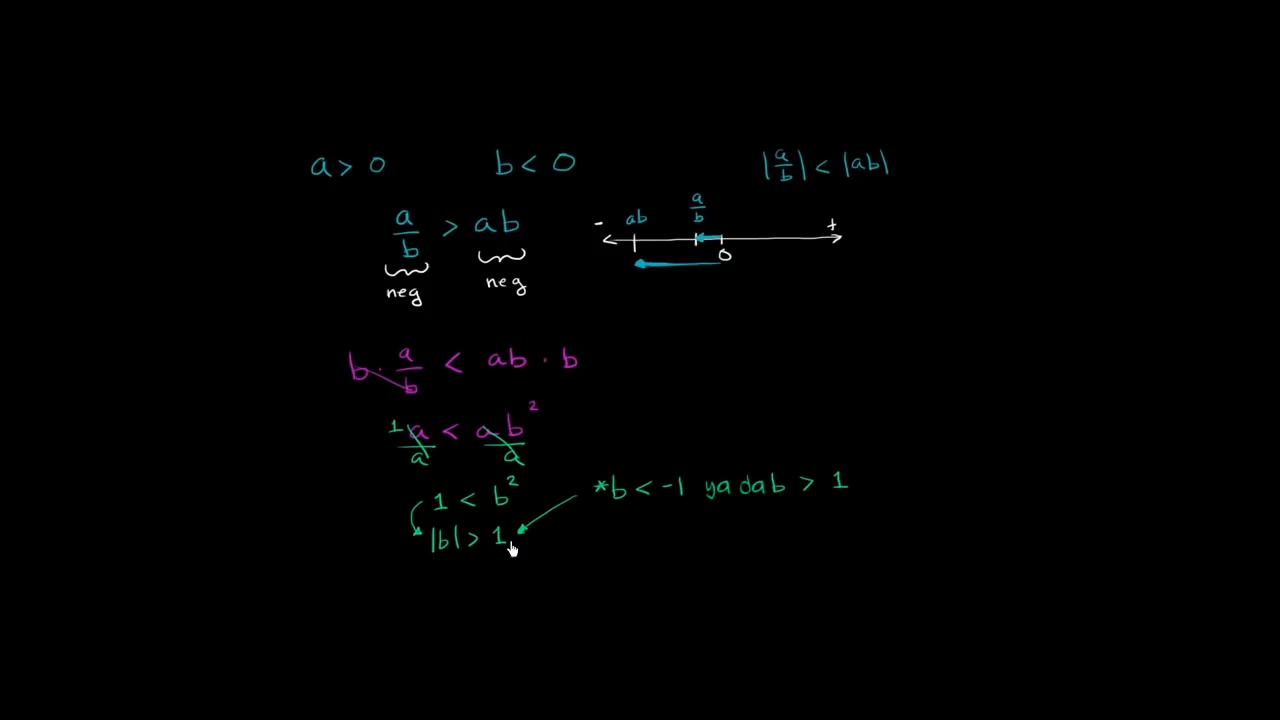 a > 0 b < 0 |a/b| < |ab|
a/b > ab
neg neg
- ab a/b 0 +
b · a/b < ab · b
1 a/a < ab²/a
1 < b²
*b < -1 ya da b > 1
|b| > 1